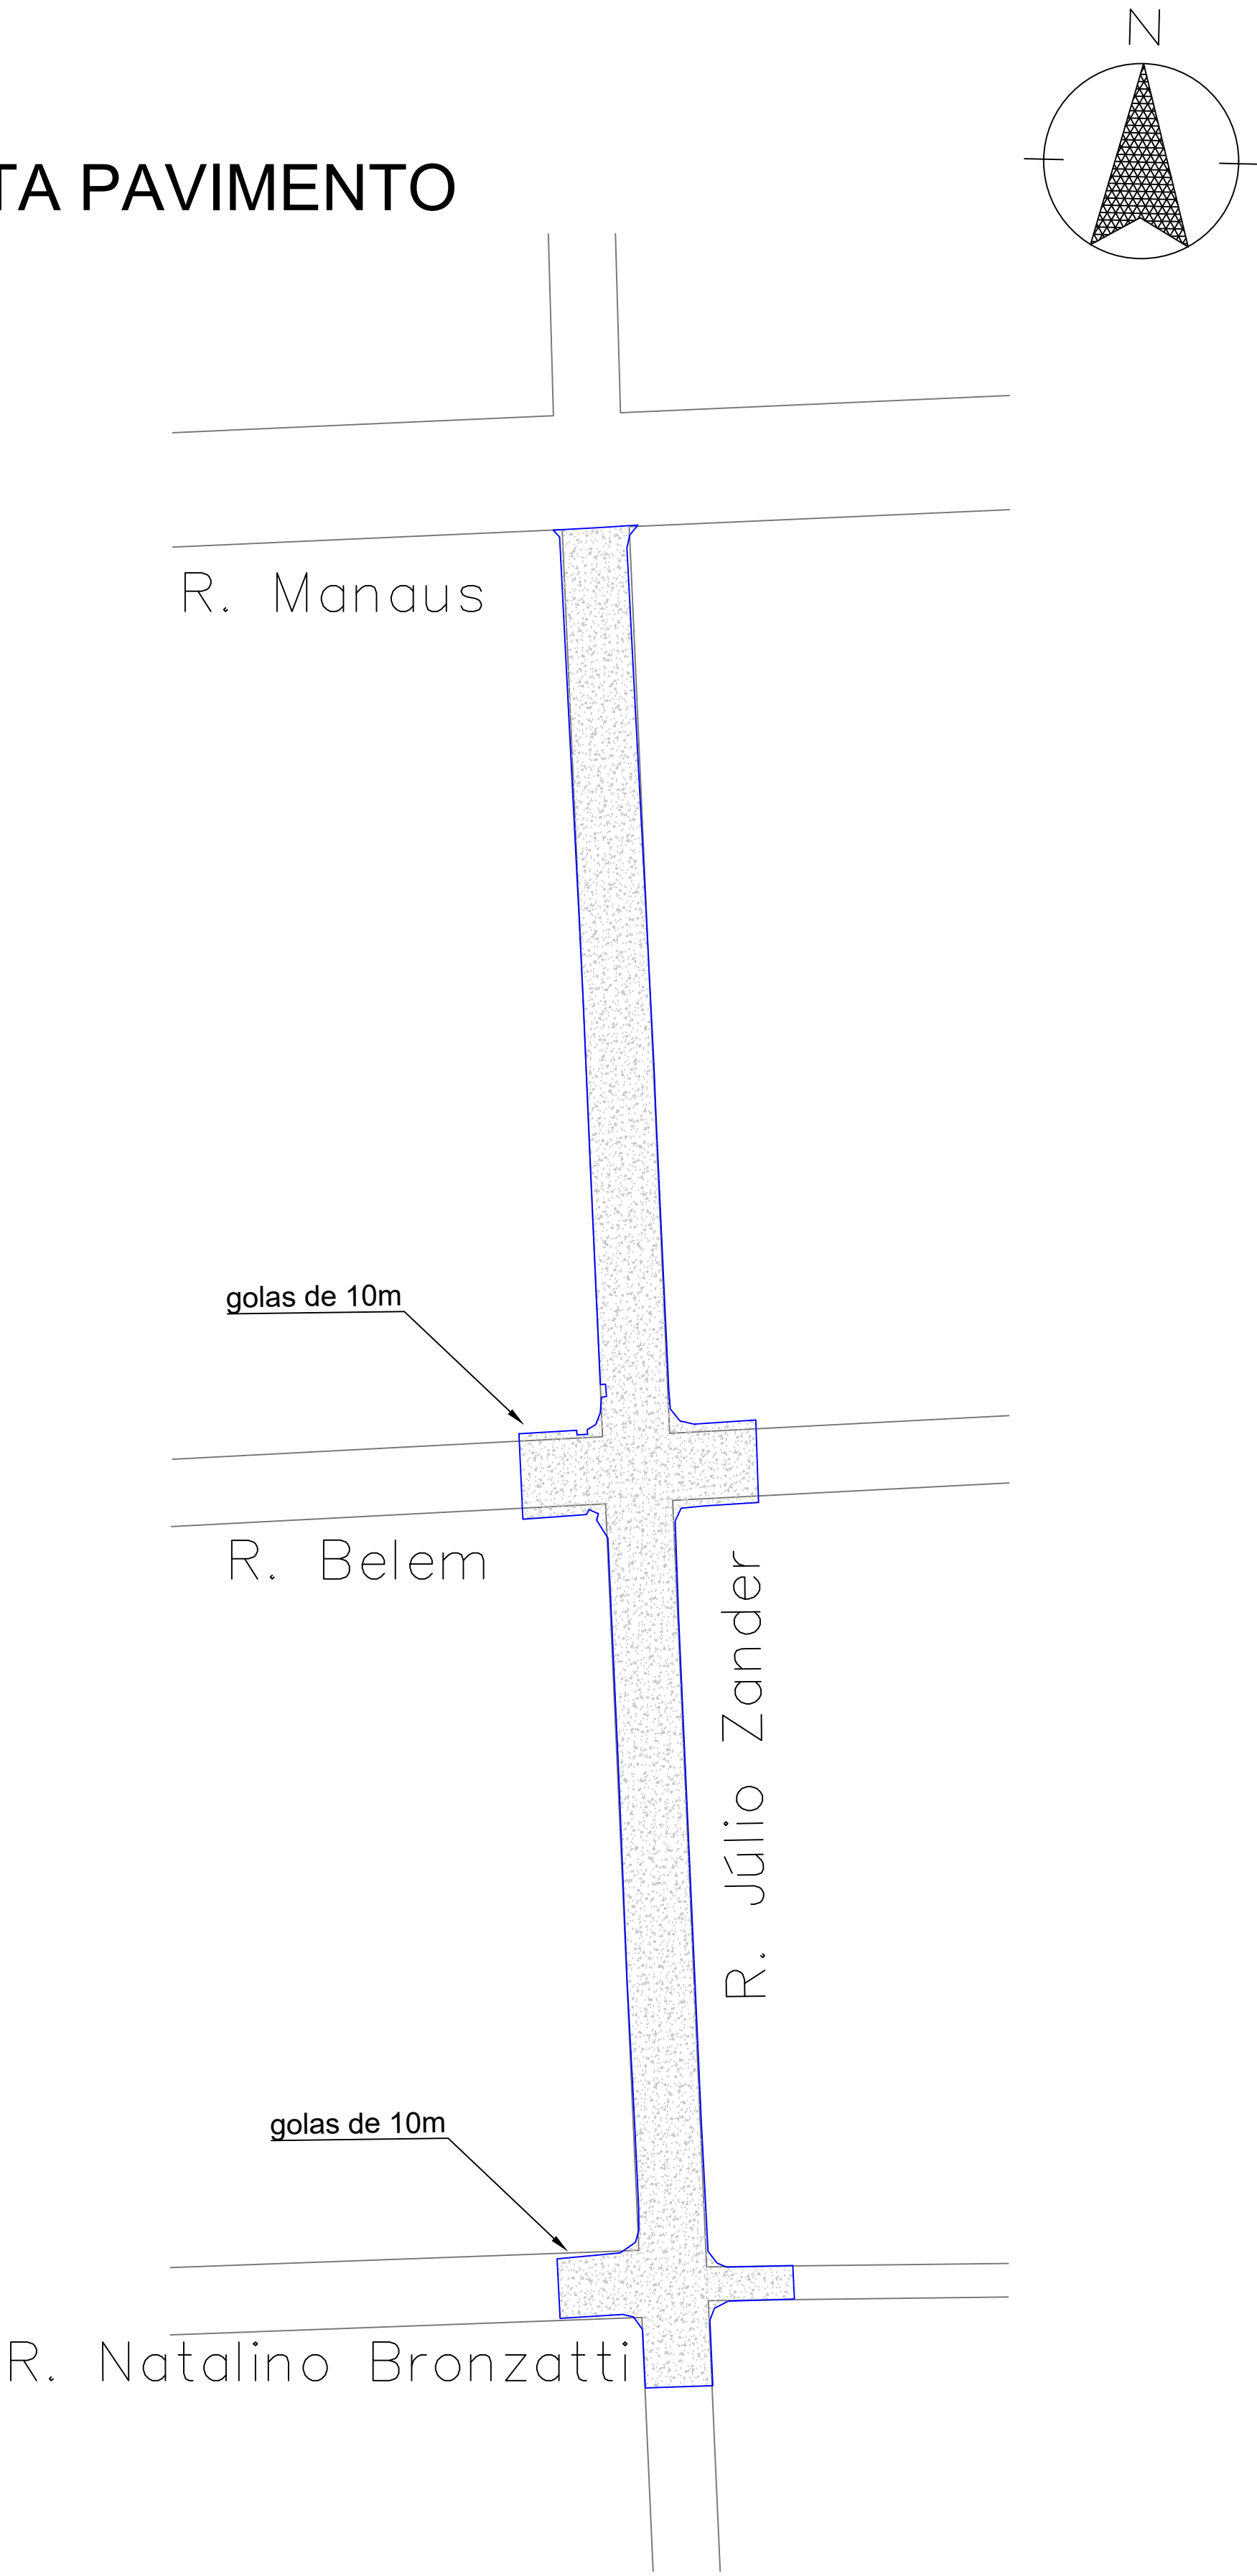 N
TA PAVIMENTO
R. Manaus
golas de 10m
R. Belem
R. Júlio Zander
golas de 10m
R. Natalino Bronzatti